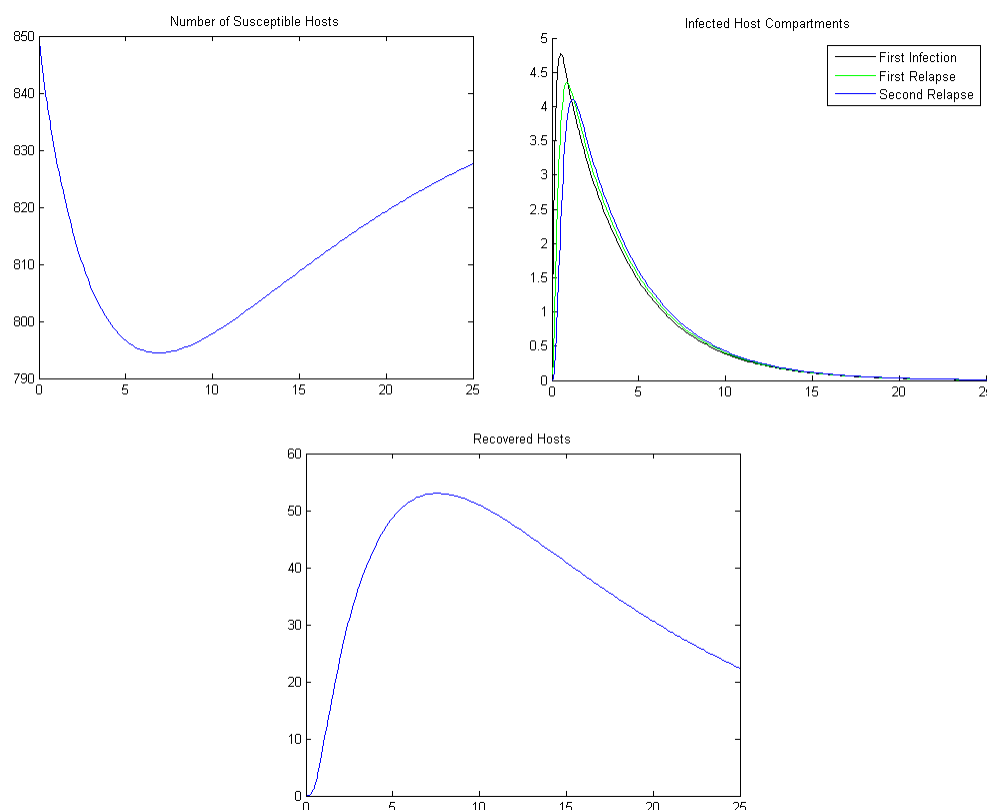 Number of Susceptible Hosts
850
840
830
820
810
800
790
0 5 10 15 20 25
Infected Host Compartments
5
4.5
4
3.5
3
2.5
2
1.5
1
0.5
0
0 5 10 15 20 25
First Infection
First Relapse
Second Relapse
Recovered Hosts
60
50
40
30
20
10
0
0 5 10 15 20 25